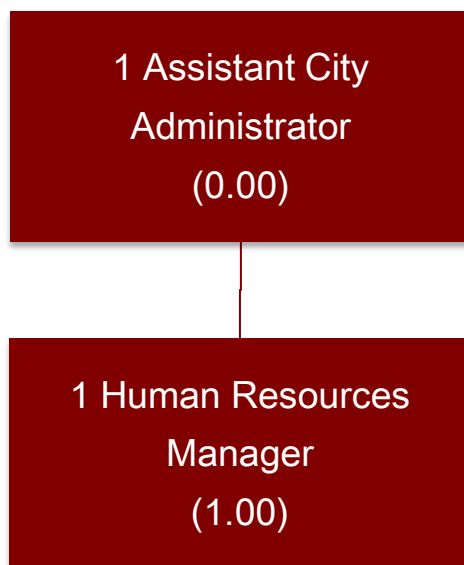 1 Assistant City
Administrator
(0.00)
1 Human Resources
Manager
(1.00)